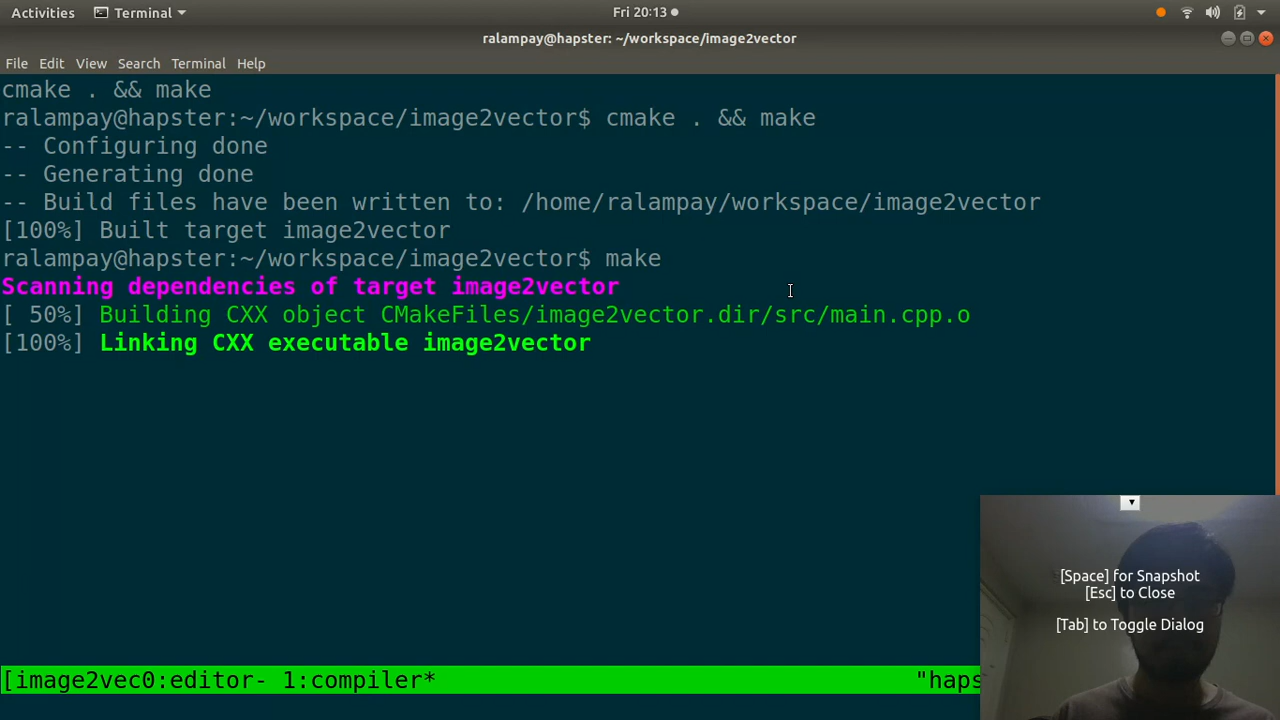 Activities Terminal Fri 20:13
ralampay@hapster: ~/workspace/image2vector
File Edit View Search Terminal Help
cmake . && make
ralampay@hapster:~/workspace/image2vector$ cmake . && make
-- Configuring done
-- Generating done
-- Build files have been written to: /home/ralampay/workspace/image2vector
[100%] Built target image2vector
ralampay@hapster:~/workspace/image2vector$ make
Scanning dependencies of target image2vector
[ 50%] Building CXX object CMakeFiles/image2vector.dir/src/main.cpp.o
[100%] Linking CXX executable image2vector
[Space] for Snapshot
[Esc] to Close
[Tab] to Toggle Dialog
[image2vec0:editor- 1:compiler* "haps